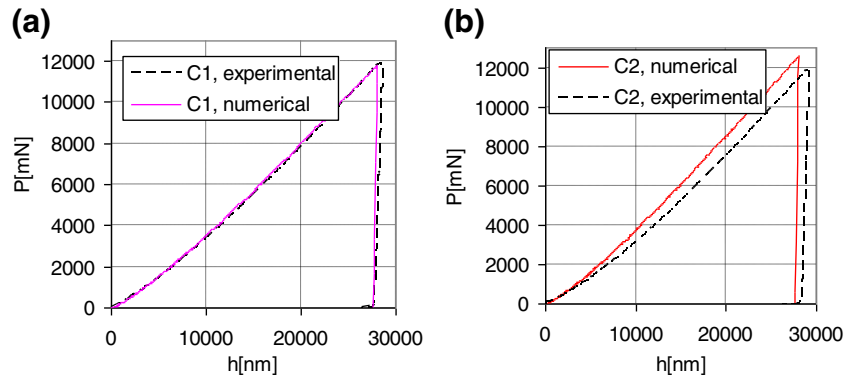 (a)
C1, experimental
C1, numerical
P[mN]
12000
10000
8000
6000
4000
2000
0
0 10000 20000 30000
h[nm]
(b)
C2, numerical
C2, experimental
P[mN]
12000
10000
8000
6000
4000
2000
0
0 10000 20000 30000
h[nm]